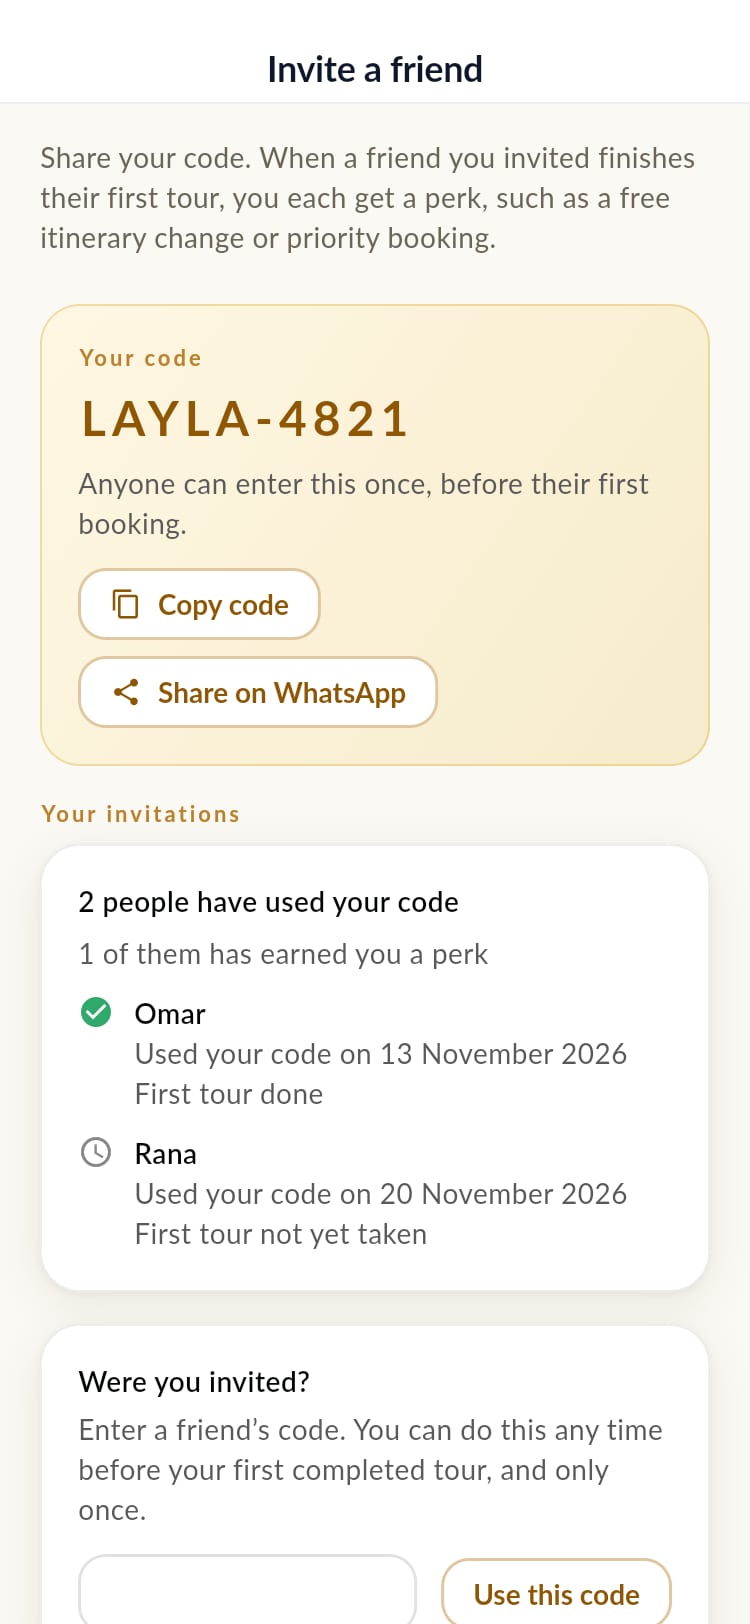 Invite a friend
Share your code. When a friend you invited finishes
their first tour, you each get a perk, such as a free
itinerary change or priority booking.
Your code
LAYLA-4821
Anyone can enter this once, before their first
booking.
Copy code
Share on WhatsApp
Your invitations
2 people have used your code
1 of them has earned you a perk
Omar
Used your code on 13 November 2026
First tour done
Rana
Used your code on 20 November 2026
First tour not yet taken
Were you invited?
Enter a friend’s code. You can do this any time
before your first completed tour, and only
once.
Use this code